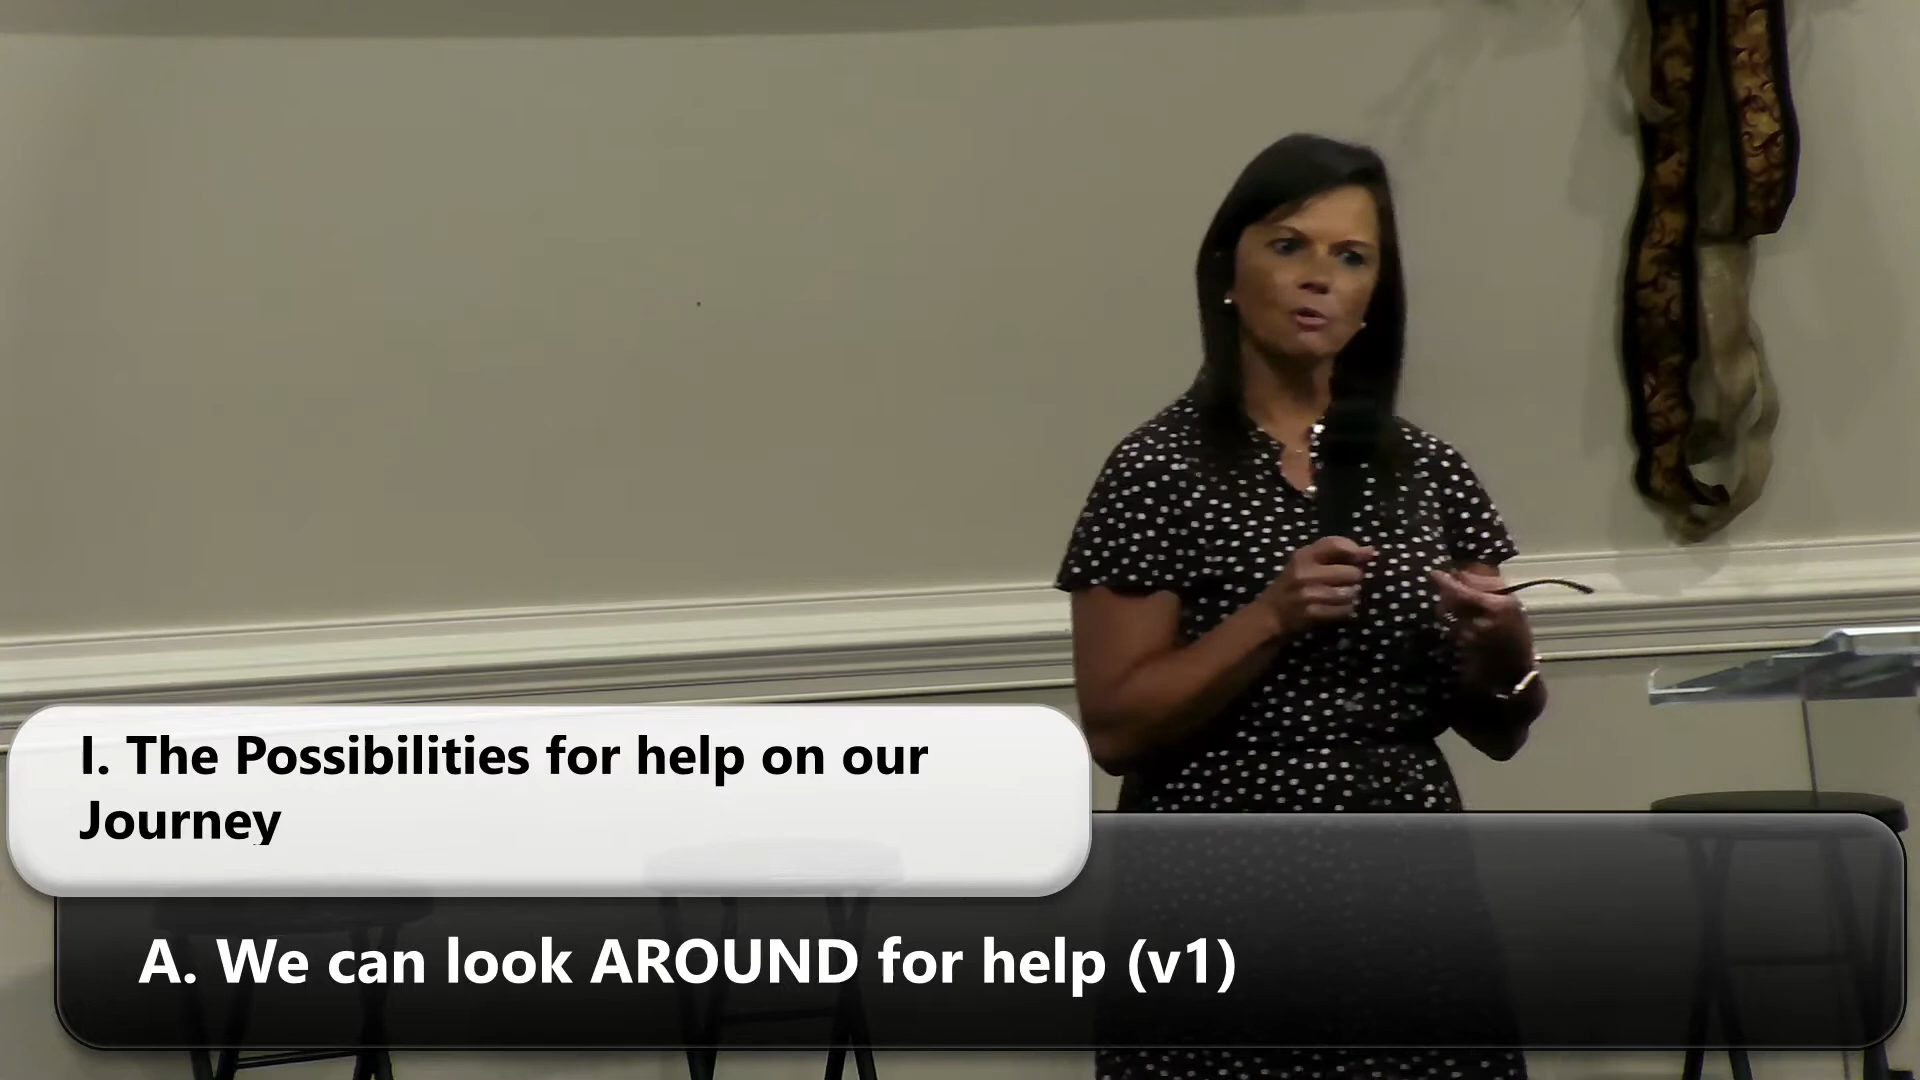 I. The Possibilities for help on our
Journey
A. We can look AROUND for help (v1)